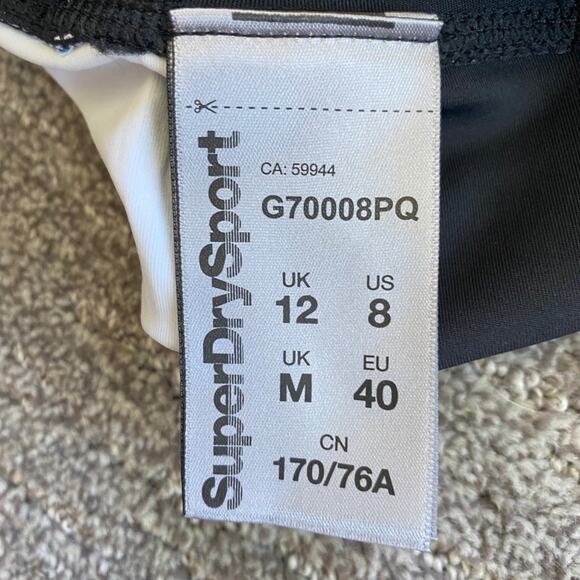 SuperDrySport
CA: 59944
G70008PQ
UK US
12 8
UK EU
M 40
CN
170/76A